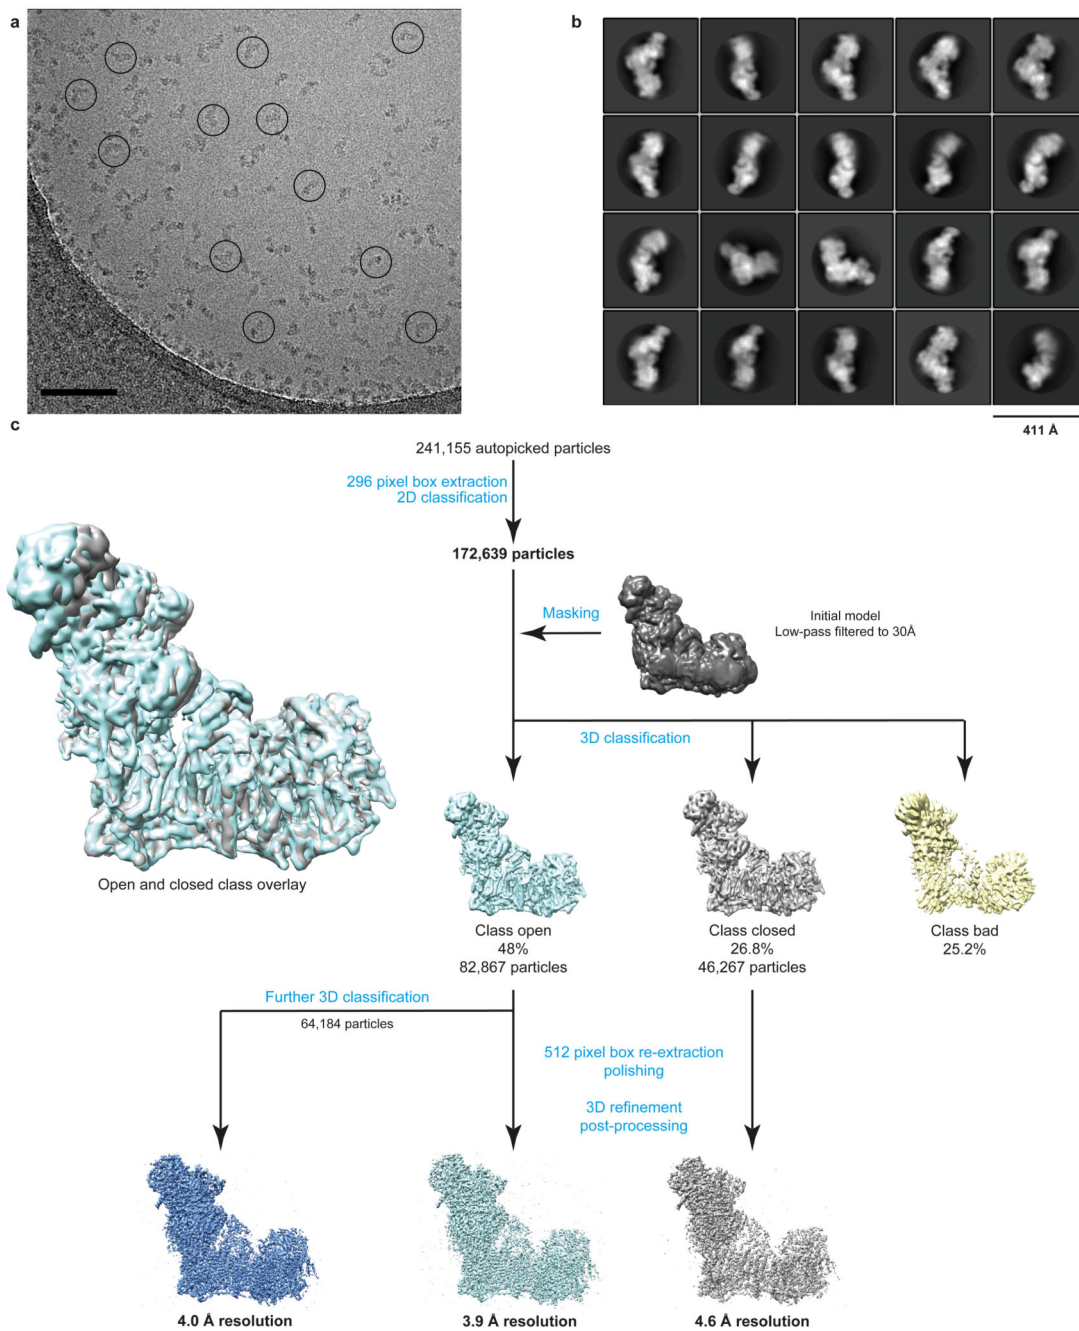 a
b
411 Å
c
241,155 autopicked particles
296 pixel box extraction
2D classification
172,639 particles
Masking
Initial model
Low-pass filtered to 30Å
3D classification
Open and closed class overlay
Class open
48%
82,867 particles
Class closed
26.8%
46,267 particles
Class bad
25.2%
Further 3D classification
64,184 particles
512 pixel box re-extraction
polishing
3D refinement
post-processing
4.0 Å resolution
3.9 Å resolution
4.6 Å resolution